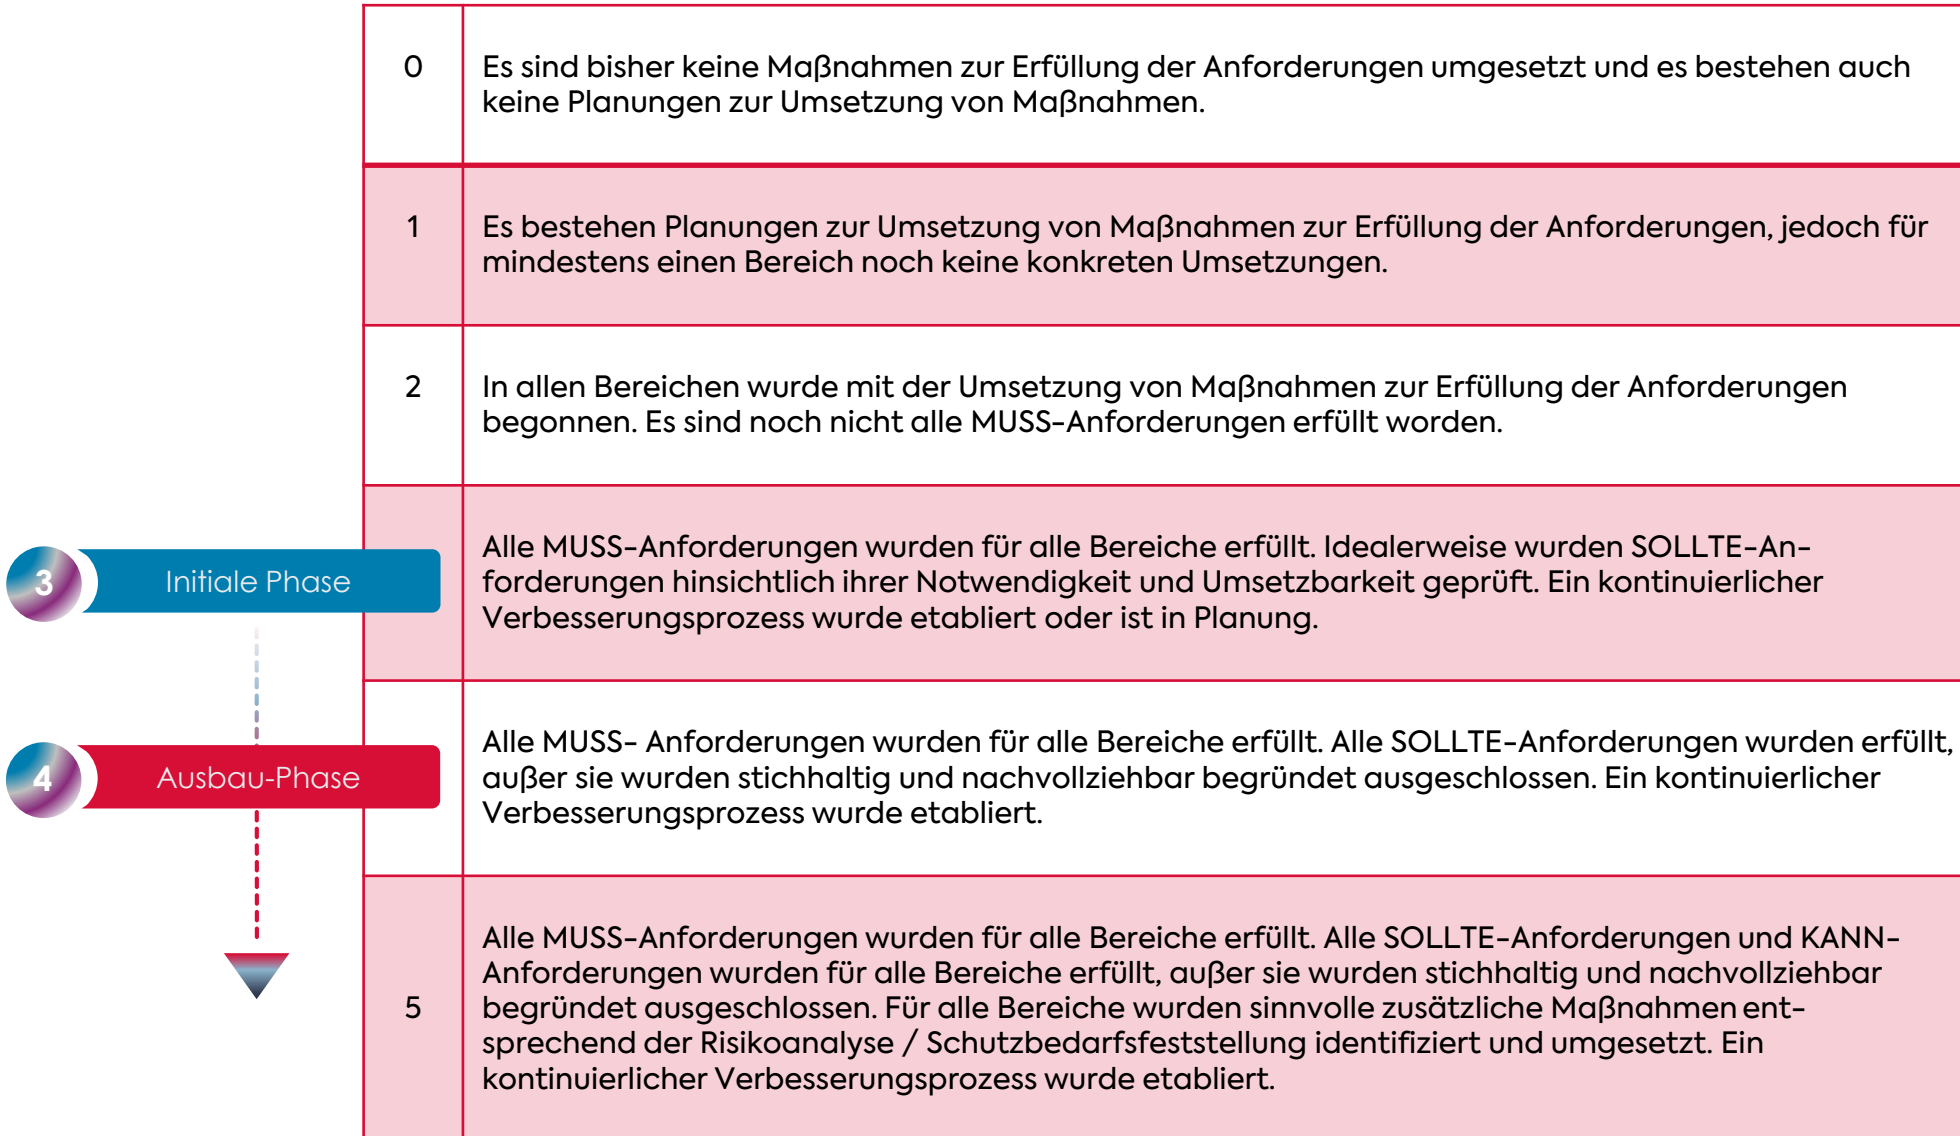 0
Es sind bisher keine Maßnahmen zur Erfüllung der Anforderungen umgesetzt und es bestehen auch
keine Planungen zur Umsetzung von Maßnahmen.
1
Es bestehen Planungen zur Umsetzung von Maßnahmen zur Erfüllung der Anforderungen, jedoch für
mindestens einen Bereich noch keine konkreten Umsetzungen.
2
In allen Bereichen wurde mit der Umsetzung von Maßnahmen zur Erfüllung der Anforderungen
begonnen. Es sind noch nicht alle MUSS-Anforderungen erfüllt worden.
3
Initiale Phase
Alle MUSS-Anforderungen wurden für alle Bereiche erfüllt. Idealerweise wurden SOLLTE-An-
forderungen hinsichtlich ihrer Notwendigkeit und Umsetzbarkeit geprüft. Ein kontinuierlicher
Verbesserungsprozess wurde etabliert oder ist in Planung.
4
Ausbau-Phase
Alle MUSS- Anforderungen wurden für alle Bereiche erfüllt. Alle SOLLTE-Anforderungen wurden erfüllt,
außer sie wurden stichhaltig und nachvollziehbar begründet ausgeschlossen. Ein kontinuierlicher
Verbesserungsprozess wurde etabliert.
5
Alle MUSS-Anforderungen wurden für alle Bereiche erfüllt. Alle SOLLTE-Anforderungen und KANN-
Anforderungen wurden für alle Bereiche erfüllt, außer sie wurden stichhaltig und nachvollziehbar
begründet ausgeschlossen. Für alle Bereiche wurden sinnvolle zusätzliche Maßnahmen ent-
sprechend der Risikoanalyse / Schutzbedarfsfeststellung identifiziert und umgesetzt. Ein
kontinuierlicher Verbesserungsprozess wurde etabliert.